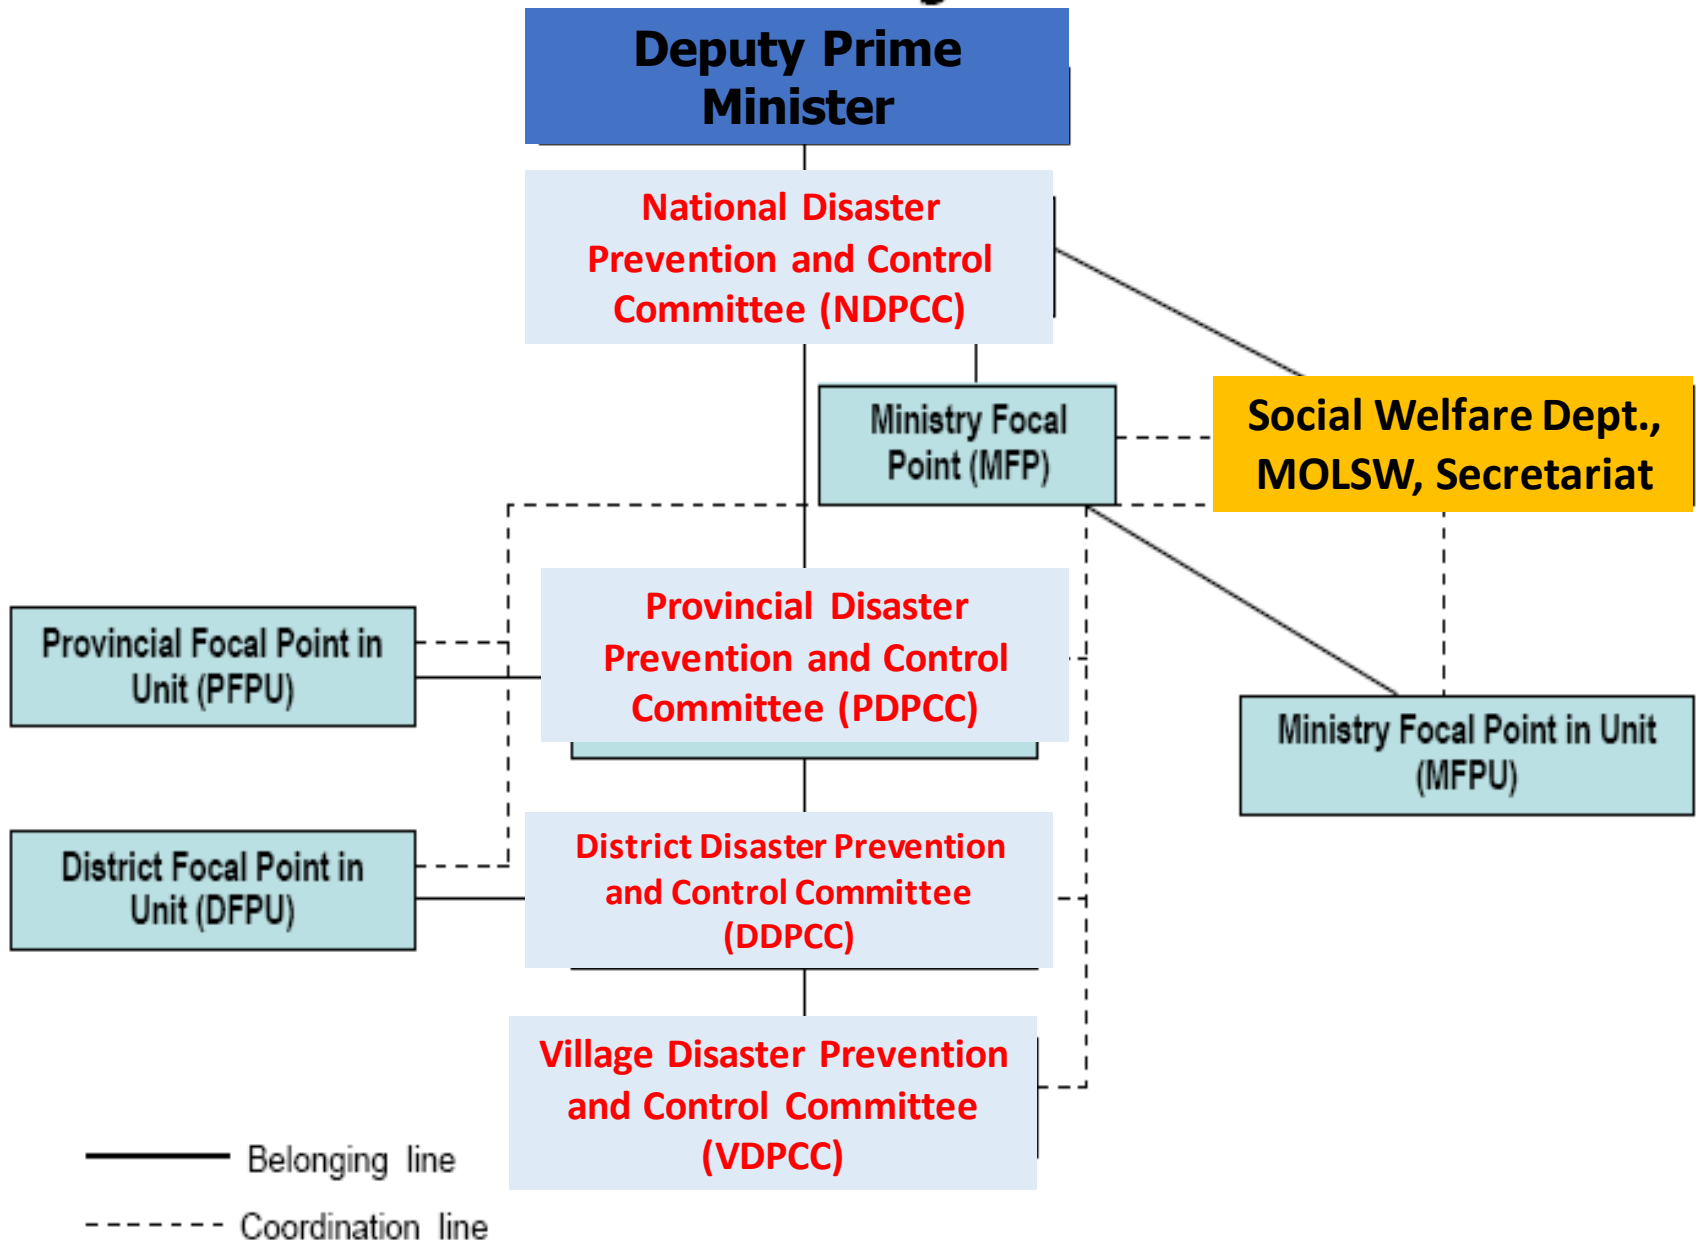 Deputy Prime
Minister
National Disaster
Prevention and Control
Committee (NDPCC)
Ministry Focal
Point (MFP)
Social Welfare Dept.,
MOLSW, Secretariat
Provincial Disaster
Prevention and Control
Committee (PDPCC)
Provincial Focal Point in
Unit (PFPU)
Ministry Focal Point in Unit
(MFPU)
District Disaster Prevention
and Control Committee
(DDPCC)
District Focal Point in
Unit (DFPU)
Village Disaster Prevention
and Control Committee
(VDPCC)
Belonging line
Coordination line